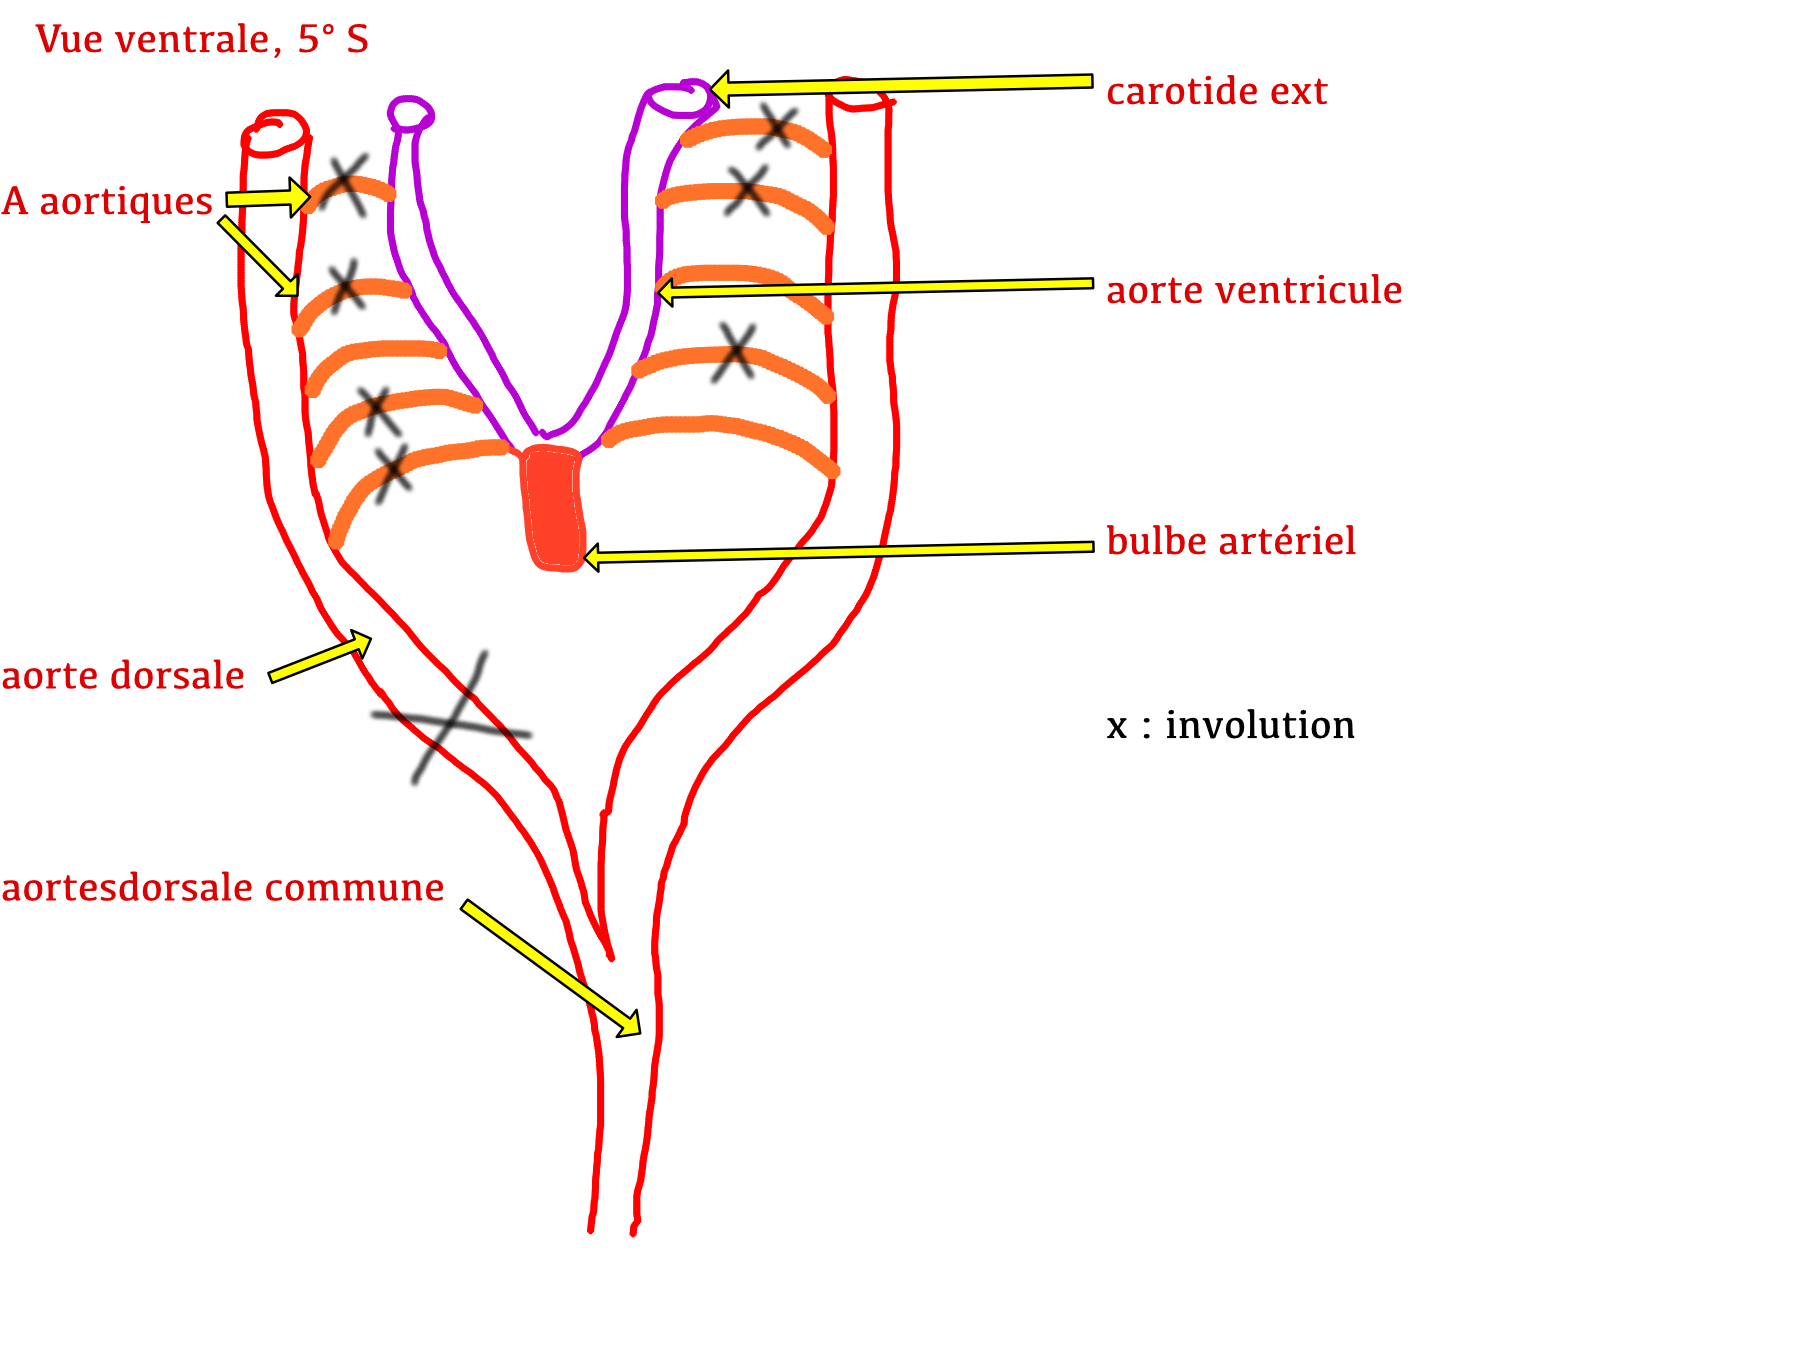 Vue ventrale, 5° S
carotide ext
A aortiques
aorte ventricule
bulbe artériel
aorte dorsale
x : involution
aortesdorsale commune